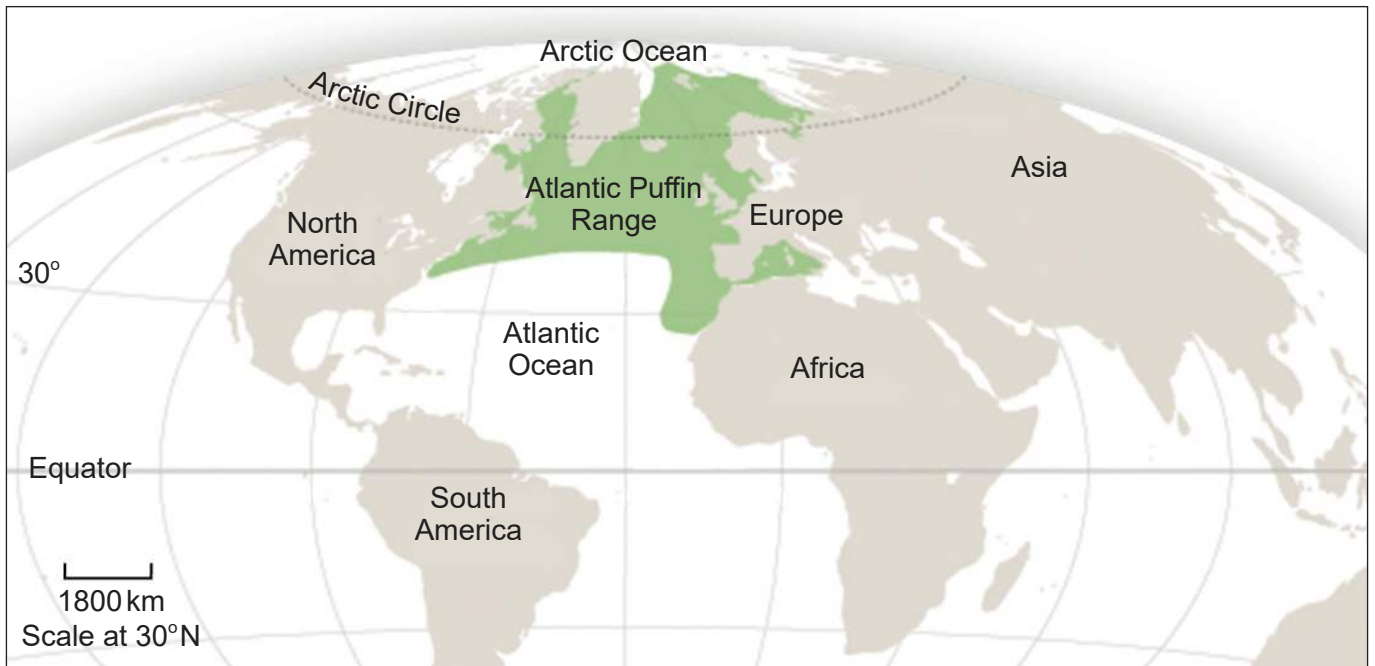 Arctic Ocean
Arctic Circle
Asia
Atlantic Puffin
Range
Europe
North
America
30°
Atlantic
Ocean
Africa
Equator
South
America
1800 km
Scale at 30°N